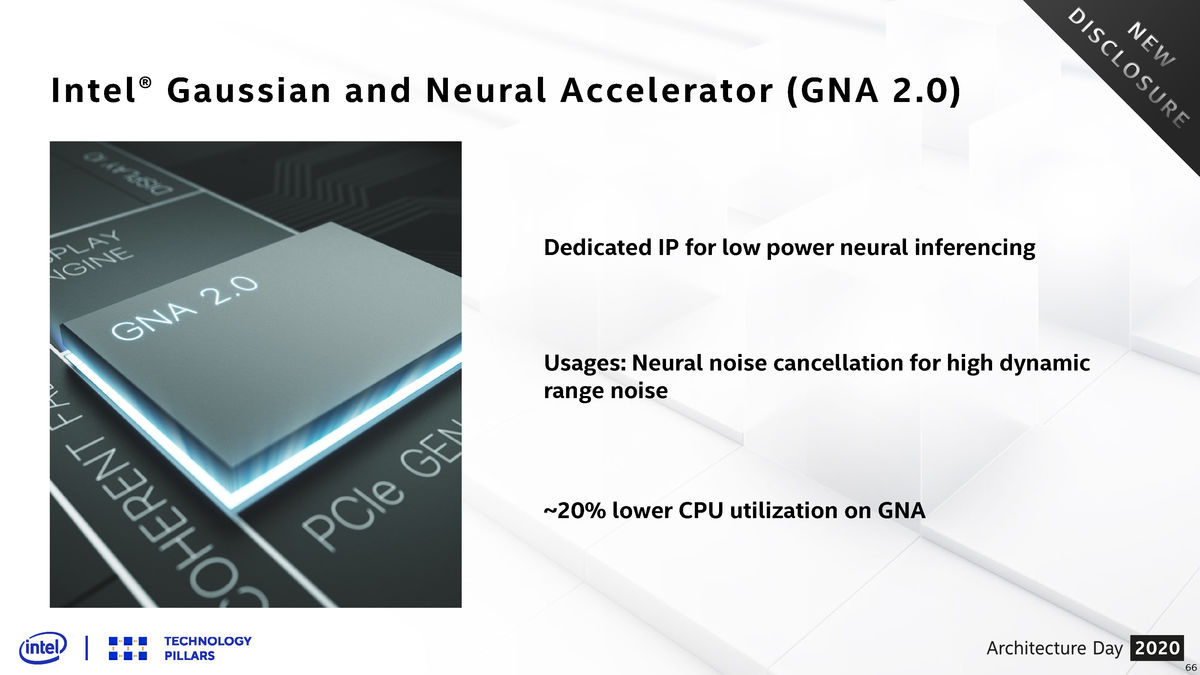 NEW
DISCLOSURE
Intel® Gaussian and Neural Accelerator (GNA 2.0)
DISPLAY IO
SPLAY
NGINE
GNA 2.0
COHERENT FA
PCIe GEN
Dedicated IP for low power neural inferencing
Usages: Neural noise cancellation for high dynamic
range noise
~20% lower CPU utilization on GNA
intel
TECHNOLOGY
PILLARS
Architecture Day 2020
66